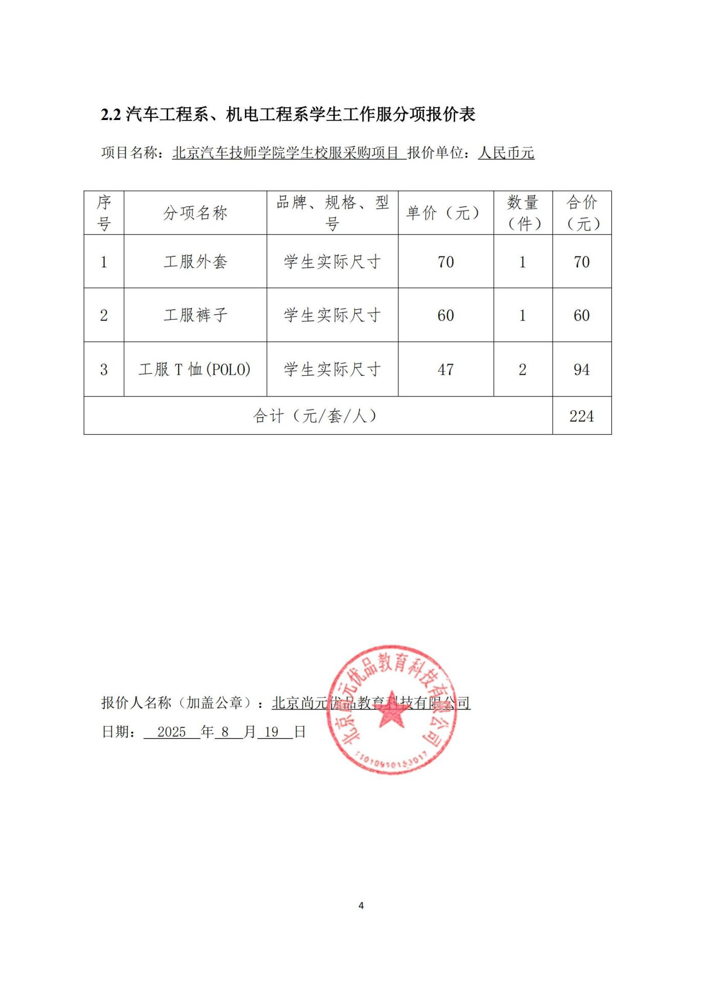 2.2 汽车工程系、机电工程系学生工作服分项报价表
项目名称：北京汽车技师学院学生校服采购项目 报价单位：人民币元
序号 分项名称 品牌、规格、型号 单价（元） 数量（件） 合价（元）
1 工服外套 学生实际尺寸 70 1 70
2 工服裤子 学生实际尺寸 60 1 60
3 工服 T 恤(POLO) 学生实际尺寸 47 2 94
合计（元/套/人） 224
报价人名称（加盖公章）：北京尚元优品教育科技有限公司
日期： 2025 年 8 月 19 日
北京尚元优品教育科技有限公司
4